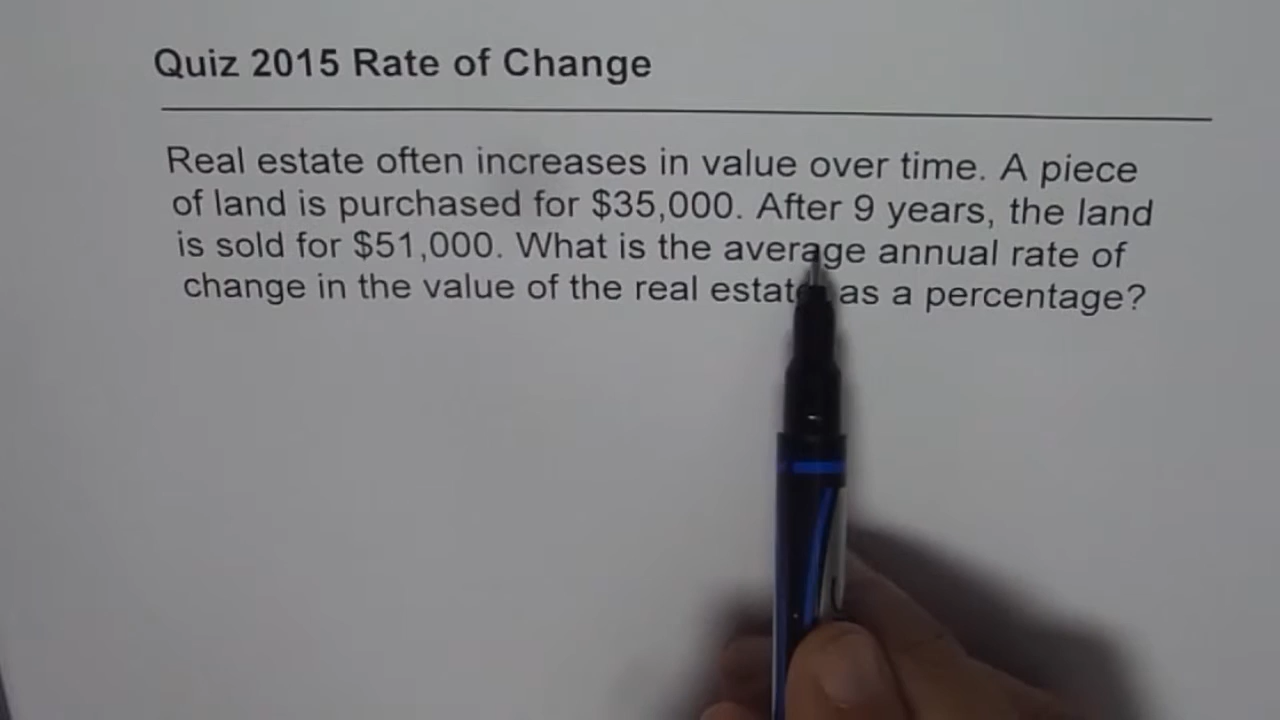 Quiz 2015 Rate of Change
Real estate often increases in value over time. A piece
of land is purchased for $35,000. After 9 years, the land
is sold for $51,000. What is the average annual rate of
change in the value of the real estate, as a percentage?